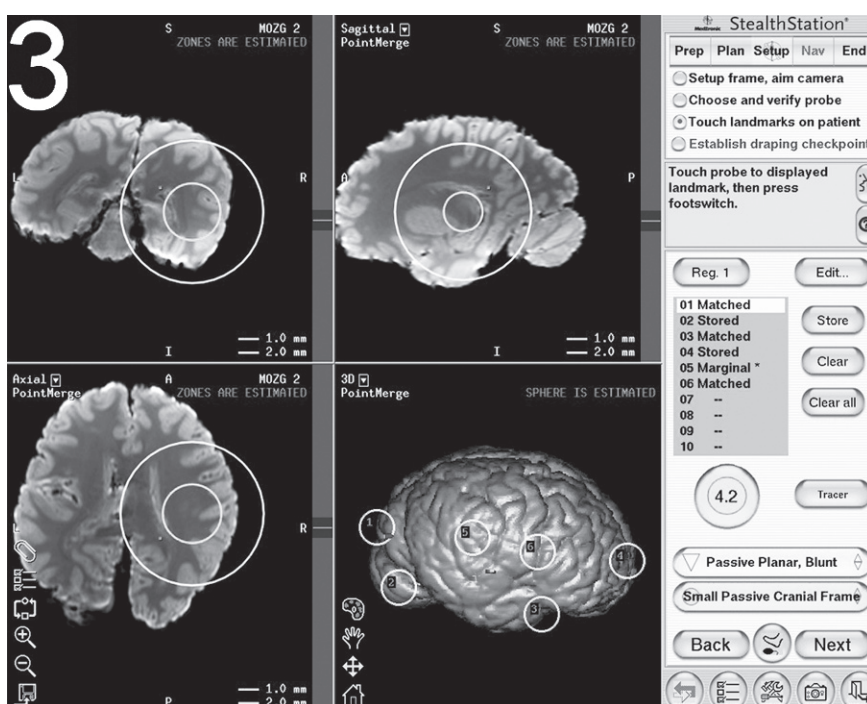 3
S
MOZG 2
ZONES ARE ESTIMATED
L
R
1.0 mm
2.0 mm
I
Sagittal
PointMerge
S
MOZG 2
ZONES ARE ESTIMATED
A
P
1.0 mm
2.0 mm
I
Axial
PointMerge
A
MOZG 2
ZONES ARE ESTIMATED
R
1.0 mm
2.0 mm
P
3D
PointMerge
SPHERE IS ESTIMATED
1
2
3
4
5
6
Medtronic
StealthStation
Prep Plan Setup Nav End
Setup frame, aim camera
Choose and verify probe
Touch landmarks on patient
Establish draping checkpoint
Touch probe to displayed
landmark, then press
footswitch.
Reg. 1
Edit...
01 Matched
02 Stored
03 Matched
04 Stored
05 Marginal *
06 Matched
07 --
08 --
09 --
10 --
Store
Clear
Clear all
4.2
Tracer
Passive Planar, Blunt
Small Passive Cranial Frame
Back
Next